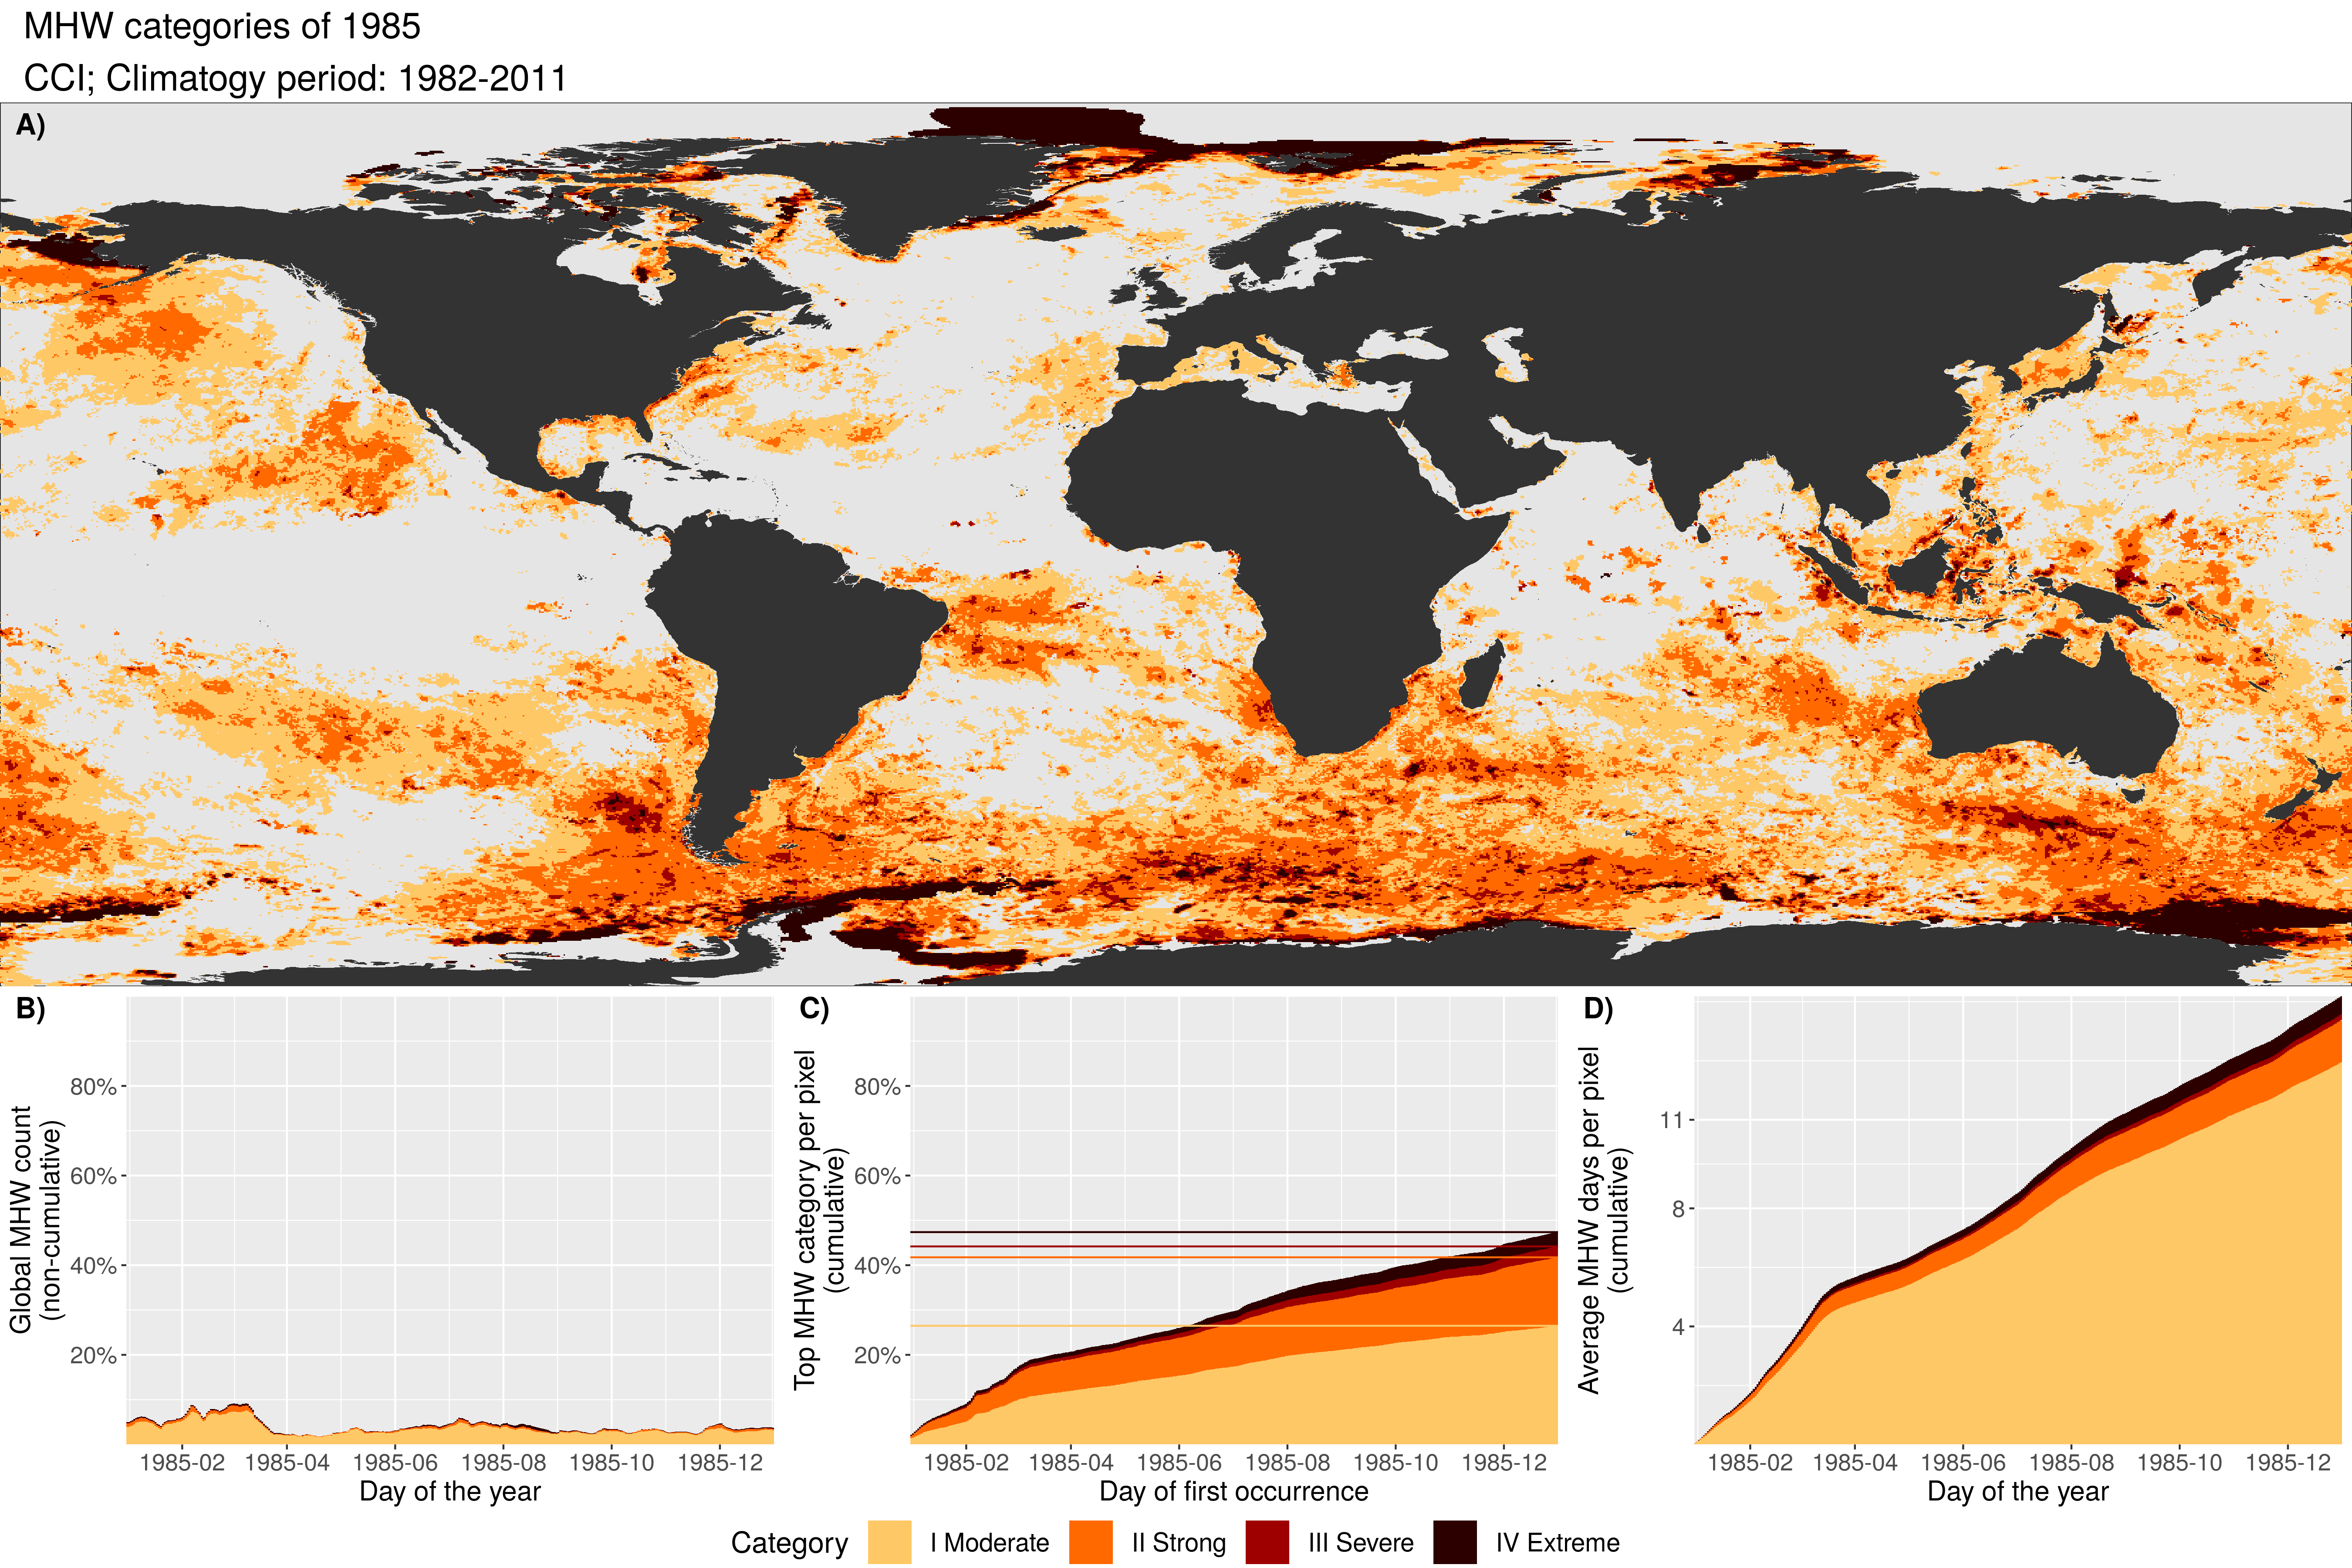 MHW categories of 1985
CCI; Climatogy period: 1982-2011
A)
B)
Global MHW count
(non-cumulative)
80%
60%
40%
20%
1985-02 1985-04 1985-06 1985-08 1985-10 1985-12
Day of the year
C)
Top MHW category per pixel
(cumulative)
80%
60%
40%
20%
1985-02 1985-04 1985-06 1985-08 1985-10 1985-12
Day of first occurrence
D)
Average MHW days per pixel
(cumulative)
11
8
4
1985-02 1985-04 1985-06 1985-08 1985-10 1985-12
Day of the year
Category I Moderate II Strong III Severe IV Extreme